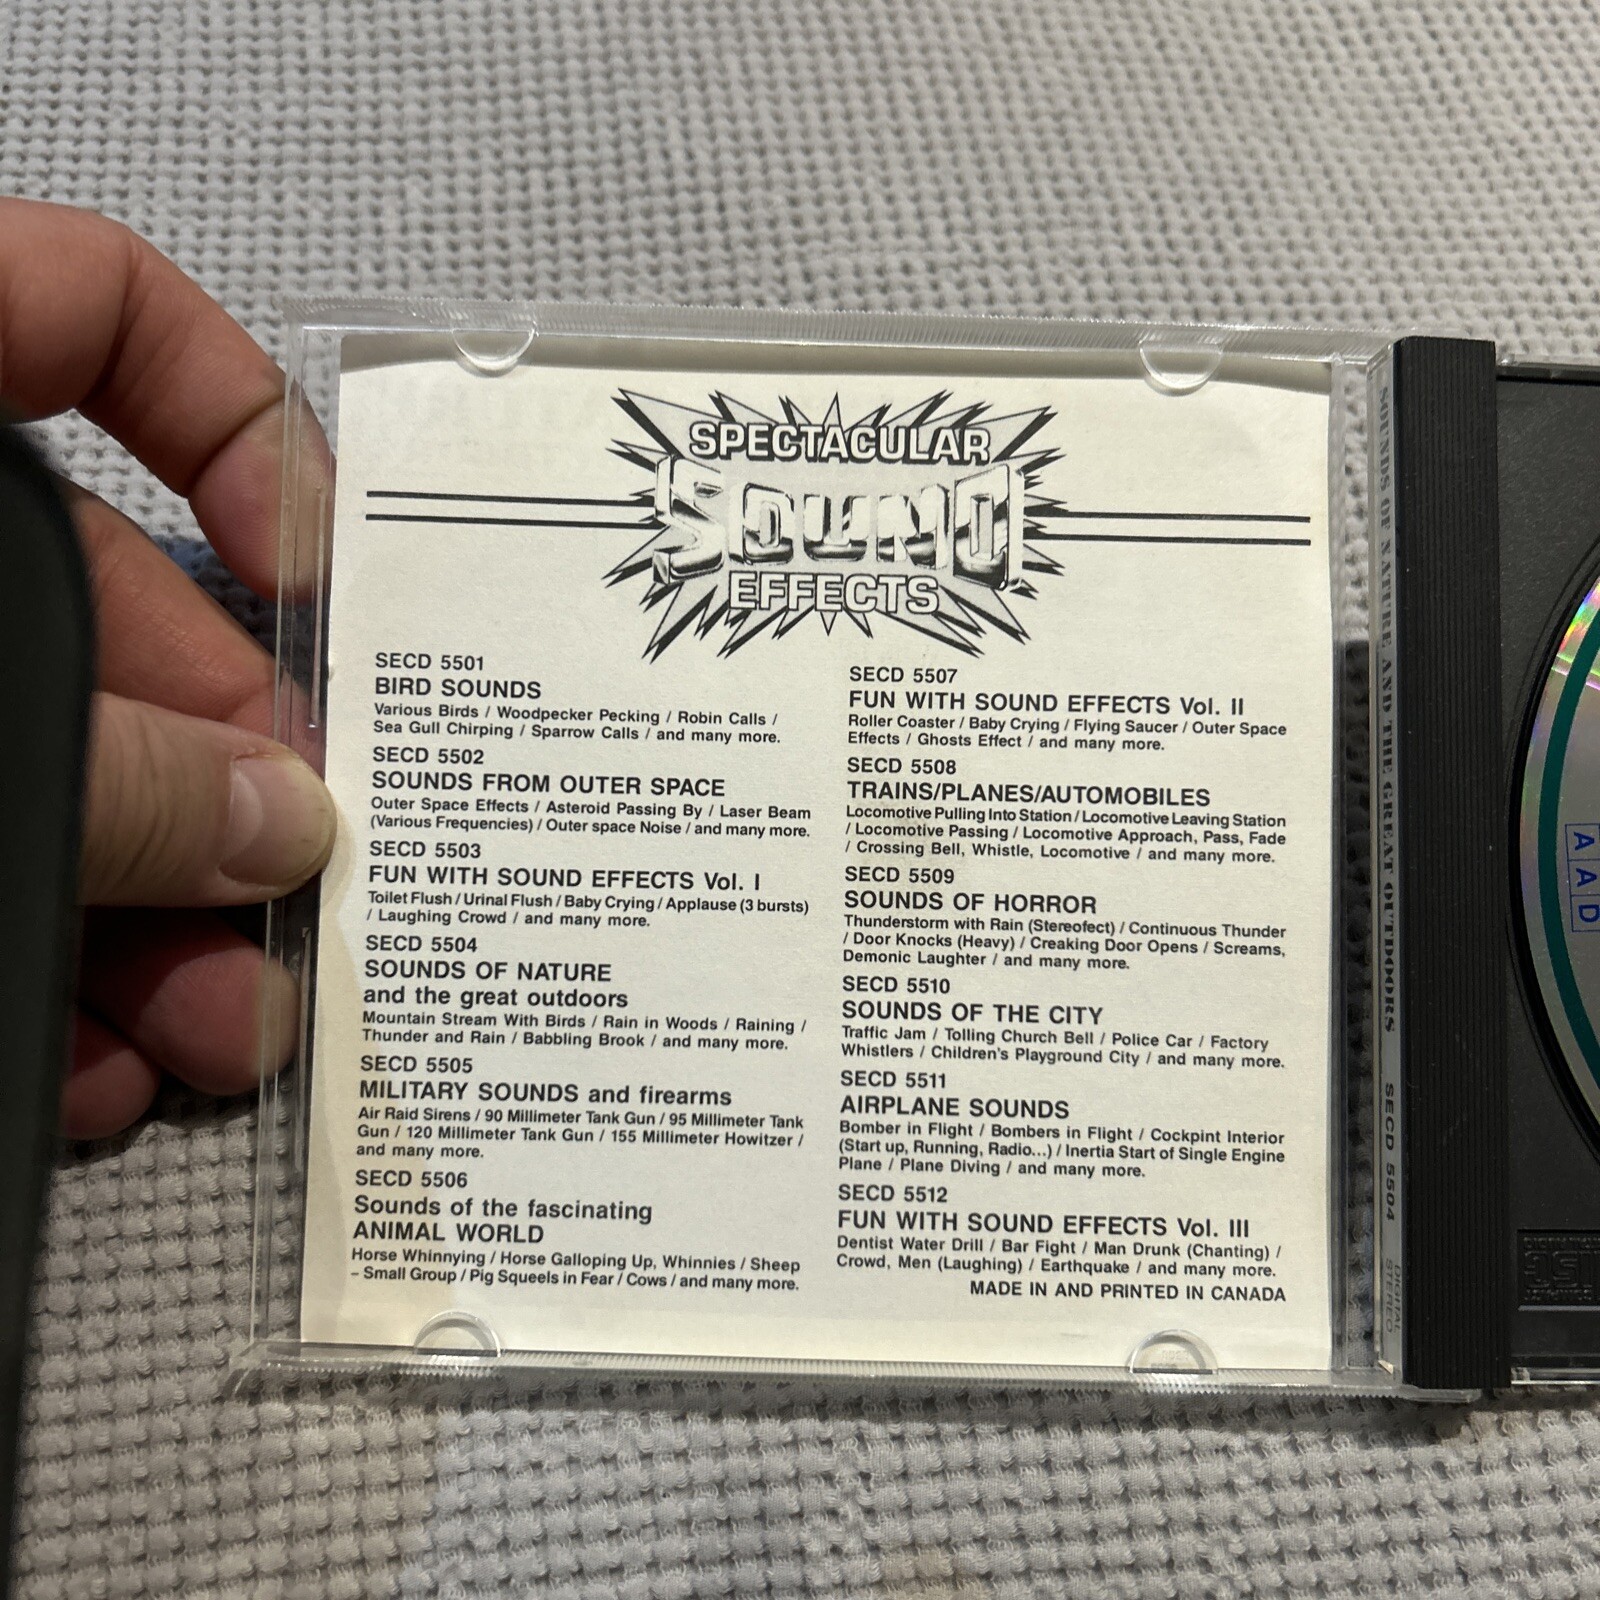 SPECTACULAR
SOUND
EFFECTS
SECD 5501
BIRD SOUNDS
Various Birds / Woodpecker Pecking / Robin Calls /
Sea Gull Chirping / Sparrow Calls / and many more.
SECD 5502
SOUNDS FROM OUTER SPACE
Outer Space Effects / Asteroid Passing By / Laser Beam
(Various Frequencies) / Outer space Noise / and many more.
SECD 5503
FUN WITH SOUND EFFECTS Vol. I
Toilet Flush / Urinal Flush / Baby Crying / Applause (3 bursts)
/ Laughing Crowd / and many more.
SECD 5504
SOUNDS OF NATURE
and the great outdoors
Mountain Stream With Birds / Rain in Woods / Raining /
Thunder and Rain / Babbling Brook / and many more.
SECD 5505
MILITARY SOUNDS and firearms
Air Raid Sirens / 90 Millimeter Tank Gun / 95 Millimeter Tank
Gun / 120 Millimeter Tank Gun / 155 Millimeter Howitzer /
and many more.
SECD 5506
Sounds of the fascinating
ANIMAL WORLD
Horse Whinnying / Horse Galloping Up, Whinnies / Sheep
– Small Group / Pig Squeels in Fear / Cows / and many more.
SECD 5507
FUN WITH SOUND EFFECTS Vol. II
Roller Coaster / Baby Crying / Flying Saucer / Outer Space
Effects / Ghosts Effect / and many more.
SECD 5508
TRAINS/PLANES/AUTOMOBILES
Locomotive Pulling Into Station / Locomotive Leaving Station
/ Locomotive Passing / Locomotive Approach, Pass, Fade
/ Crossing Bell, Whistle, Locomotive / and many more.
SECD 5509
SOUNDS OF HORROR
Thunderstorm with Rain (Stereofect) / Continuous Thunder
/ Door Knocks (Heavy) / Creaking Door Opens / Screams,
Demonic Laughter / and many more.
SECD 5510
SOUNDS OF THE CITY
Traffic Jam / Tolling Church Bell / Police Car / Factory
Whistlers / Children's Playground City / and many more.
SECD 5511
AIRPLANE SOUNDS
Bomber in Flight / Bombers in Flight / Cockpint Interior
(Start up, Running, Radio...) / Inertia Start of Single Engine
Plane / Plane Diving / and many more.
SECD 5512
FUN WITH SOUND EFFECTS Vol. III
Dentist Water Drill / Bar Fight / Man Drunk (Chanting) /
Crowd, Men (Laughing) / Earthquake / and many more.
MADE IN AND PRINTED IN CANADA
SOUNDS OF NATURE AND THE GREAT OUTDOORS SECD 5504
DIGITAL
STEREO
AAD